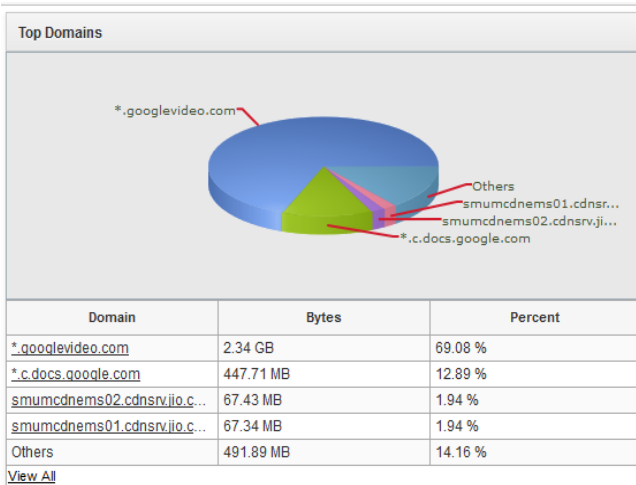 Top Domains
*.googlevideo.com
Others
smumcdnems01.cdnsr...
smumcdnems02.cdnsrv.ji...
*.c.docs.google.com
Domain Bytes Percent
*.googlevideo.com 2.34 GB 69.08 %
*.c.docs.google.com 447.71 MB 12.89 %
smumcdnems02.cdnsrv.jio.c... 67.43 MB 1.94 %
smumcdnems01.cdnsrv.jio.c... 67.34 MB 1.94 %
Others 491.89 MB 14.16 %
View All